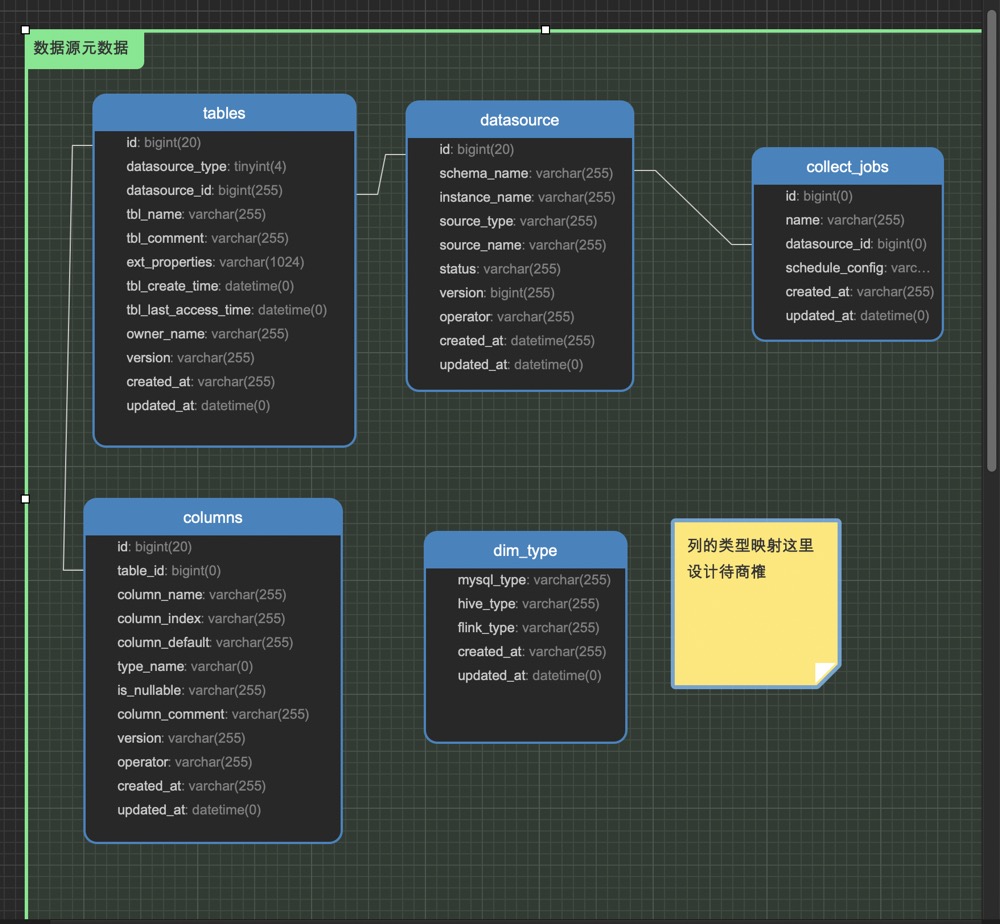 数据源元数据
tables
id: bigint(20)
datasource_type: tinyint(4)
datasource_id: bigint(255)
tbl_name: varchar(255)
tbl_comment: varchar(255)
ext_properties: varchar(1024)
tbl_create_time: datetime(0)
tbl_last_access_time: datetime(0)
owner_name: varchar(255)
version: varchar(255)
created_at: varchar(255)
updated_at: datetime(0)
datasource
id: bigint(20)
schema_name: varchar(255)
instance_name: varchar(255)
source_type: varchar(255)
source_name: varchar(255)
status: varchar(255)
version: bigint(255)
operator: varchar(255)
created_at: datetime(255)
updated_at: datetime(0)
collect_jobs
id: bigint(0)
name: varchar(255)
datasource_id: bigint(0)
schedule_config: varc...
created_at: varchar(255)
updated_at: datetime(0)
columns
id: bigint(20)
table_id: bigint(0)
column_name: varchar(255)
column_index: varchar(255)
column_default: varchar(255)
type_name: varchar(0)
is_nullable: varchar(255)
column_comment: varchar(255)
version: varchar(255)
operator: varchar(255)
created_at: varchar(255)
updated_at: datetime(0)
dim_type
mysql_type: varchar(255)
hive_type: varchar(255)
flink_type: varchar(255)
created_at: varchar(255)
updated_at: datetime(0)
列的类型映射这里
设计待商榷